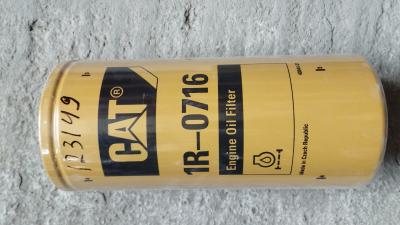 123149
CAT®
1R–0716
Engine Oil Filter
Made in Czech Republic